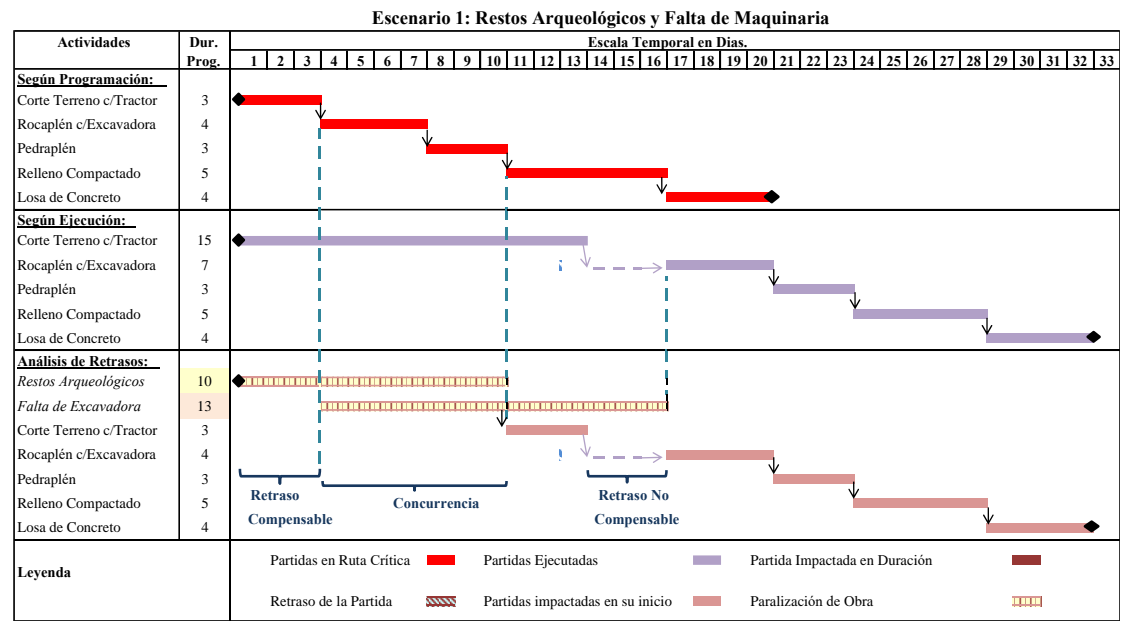 Escenario 1: Restos Arqueológicos y Falta de Maquinaria
Actividades Dur. Prog. Escala Temporal en Dias.
1 2 3 4 5 6 7 8 9 10 11 12 13 14 15 16 17 18 19 20 21 22 23 24 25 26 27 28 29 30 31 32 33
Según Programación:
Corte Terreno c/Tractor 3
Rocaplén c/Excavadora 4
Pedraplén 3
Relleno Compactado 5
Losa de Concreto 4
Según Ejecución:
Corte Terreno c/Tractor 15
Rocaplén c/Excavadora 7
Pedraplén 3
Relleno Compactado 5
Losa de Concreto 4
Análisis de Retrasos:
Restos Arqueológicos 10
Falta de Excavadora 13
Corte Terreno c/Tractor 3
Rocaplén c/Excavadora 4
Pedraplén 3
Relleno Compactado 5
Losa de Concreto 4
Retraso Compensable
Concurrencia
Retraso No Compensable
Leyenda
Partidas en Ruta Crítica Partidas Ejecutadas Partida Impactada en Duración
Retraso de la Partida Partidas impactadas en su inicio Paralización de Obra